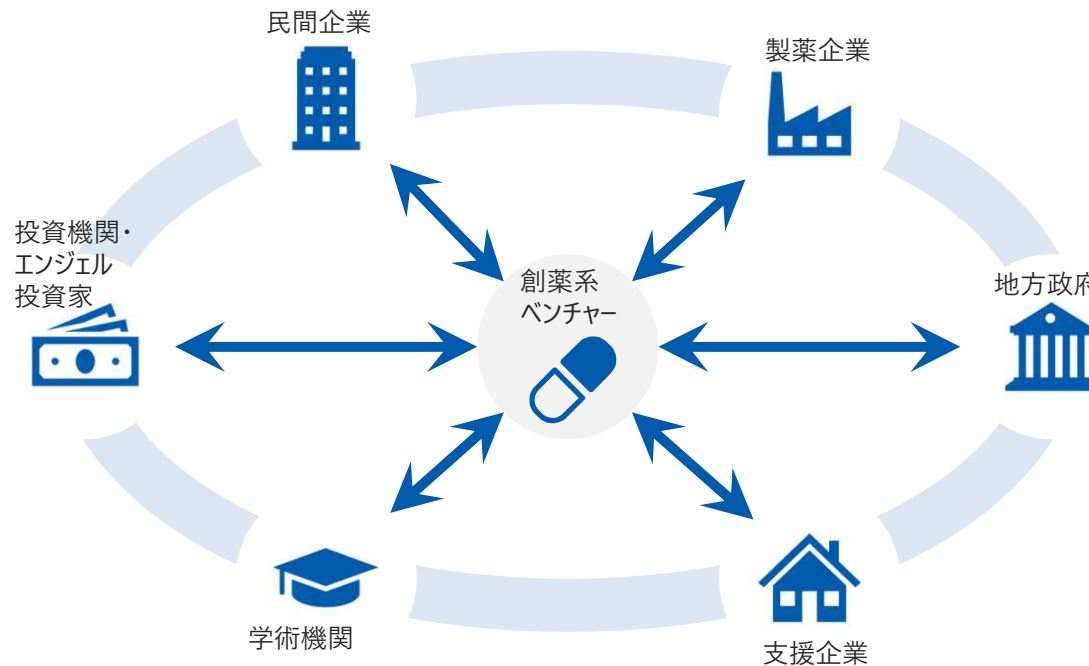 民間企業
製薬企業
投資機関・
エンジェル
投資家
創薬系
ベンチャー
地方政府
学術機関
支援企業